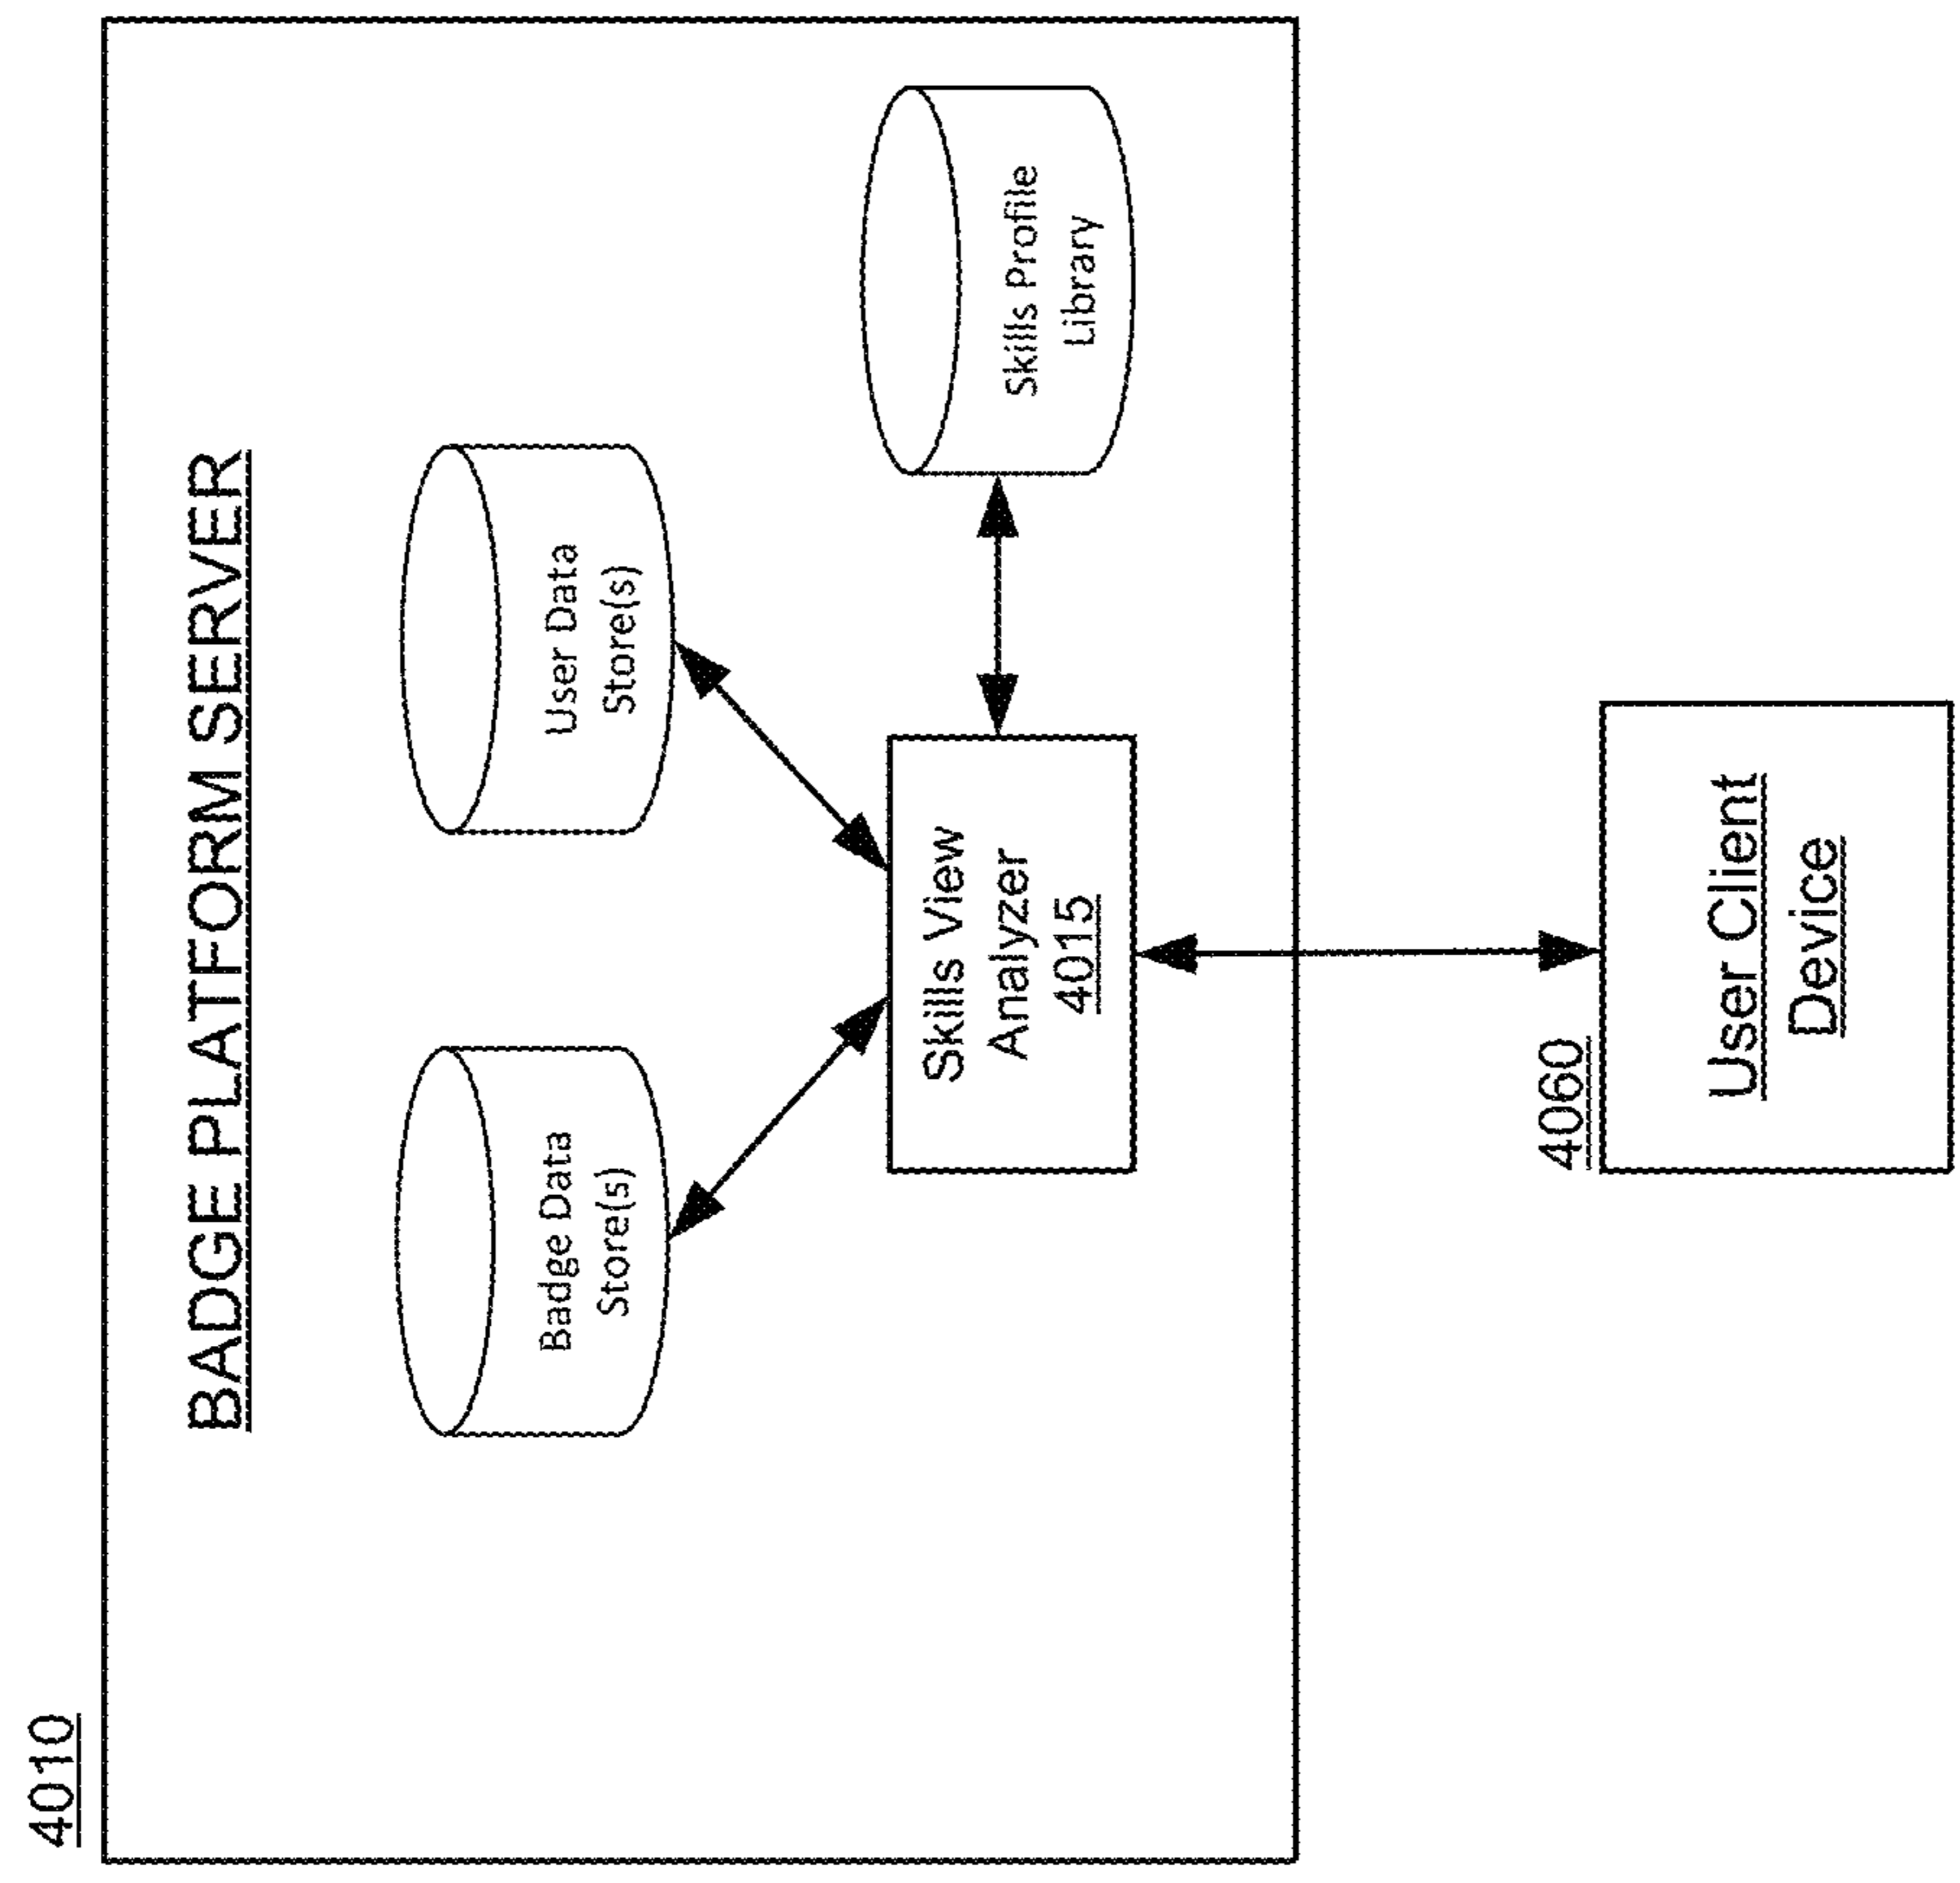 4010
BADGE PLATFORM SERVER
Badge Data
Store(s)
User Data
Store(s)
Skills View
Analyzer
4015
Skills Profile
Library
4060
User Client
Device